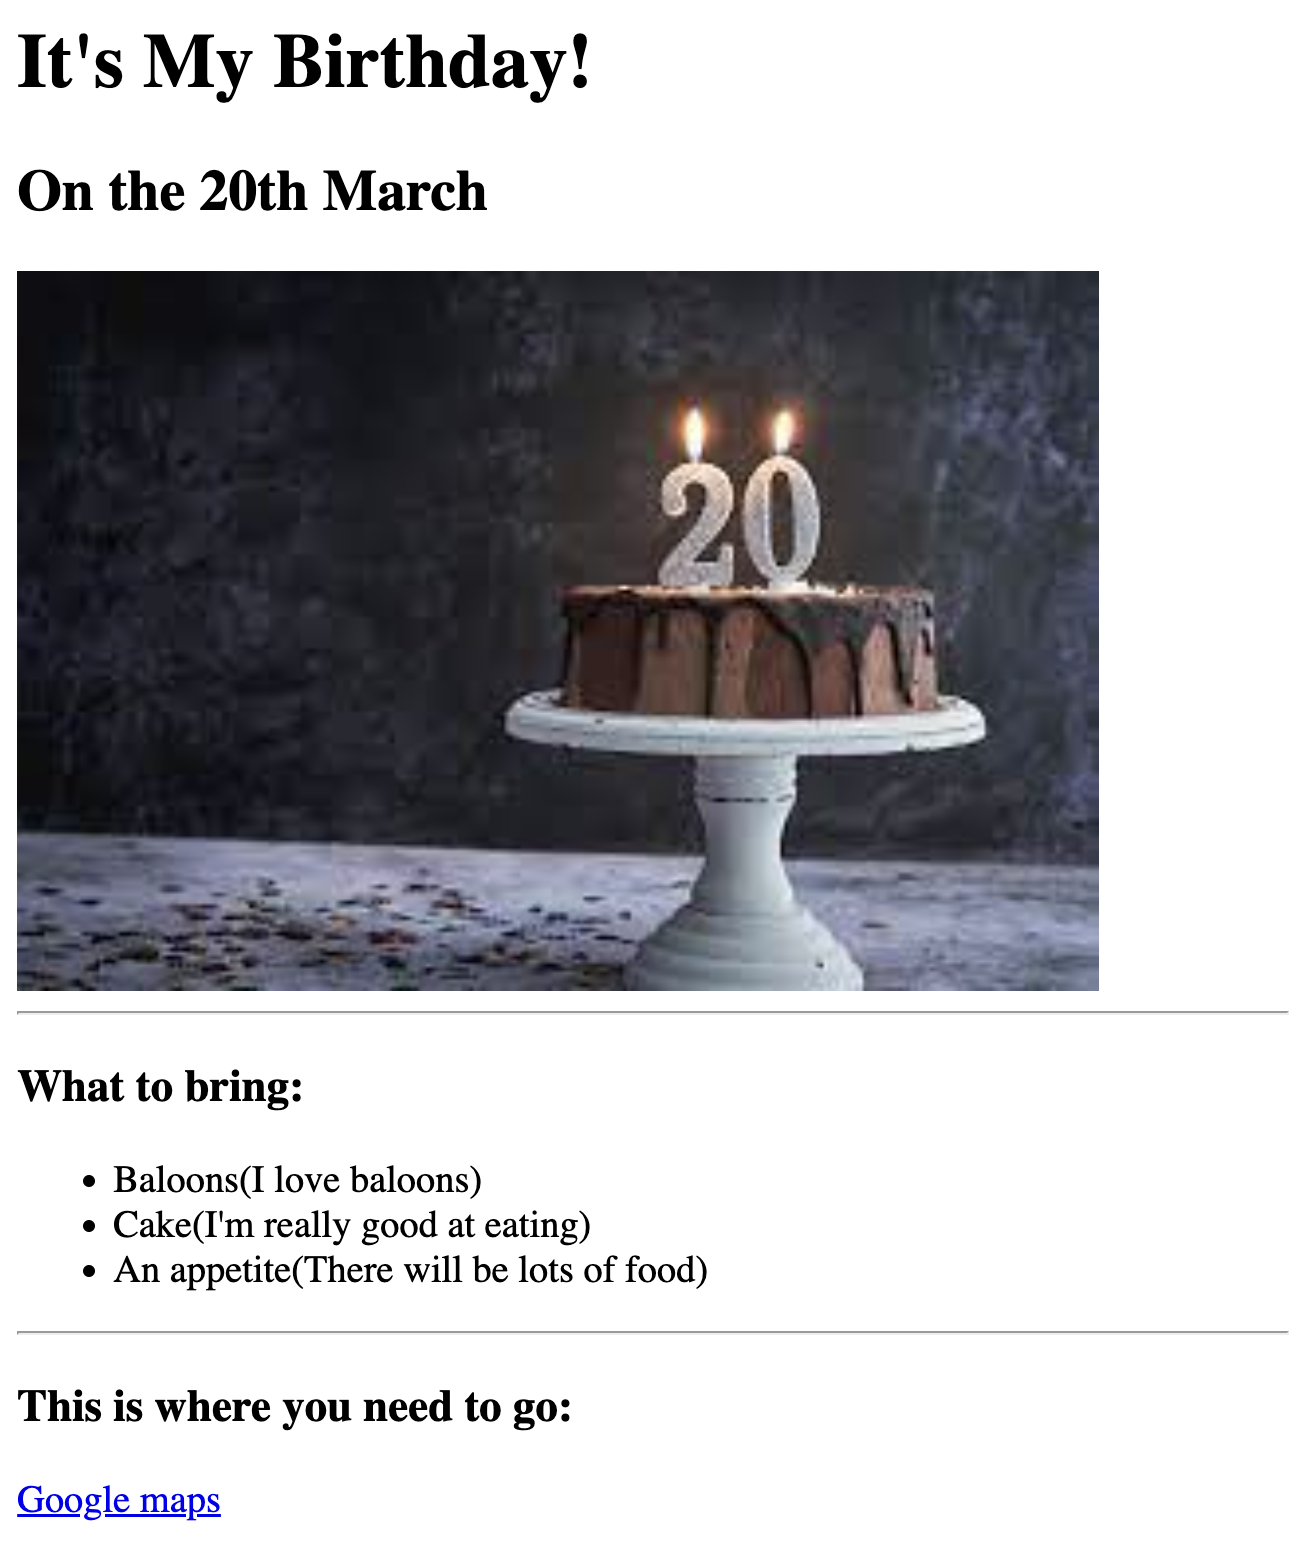 It's My Birthday!
On the 20th March
20
What to bring:
Baloons(I love baloons)
Cake(I'm really good at eating)
An appetite(There will be lots of food)
This is where you need to go:
Google maps